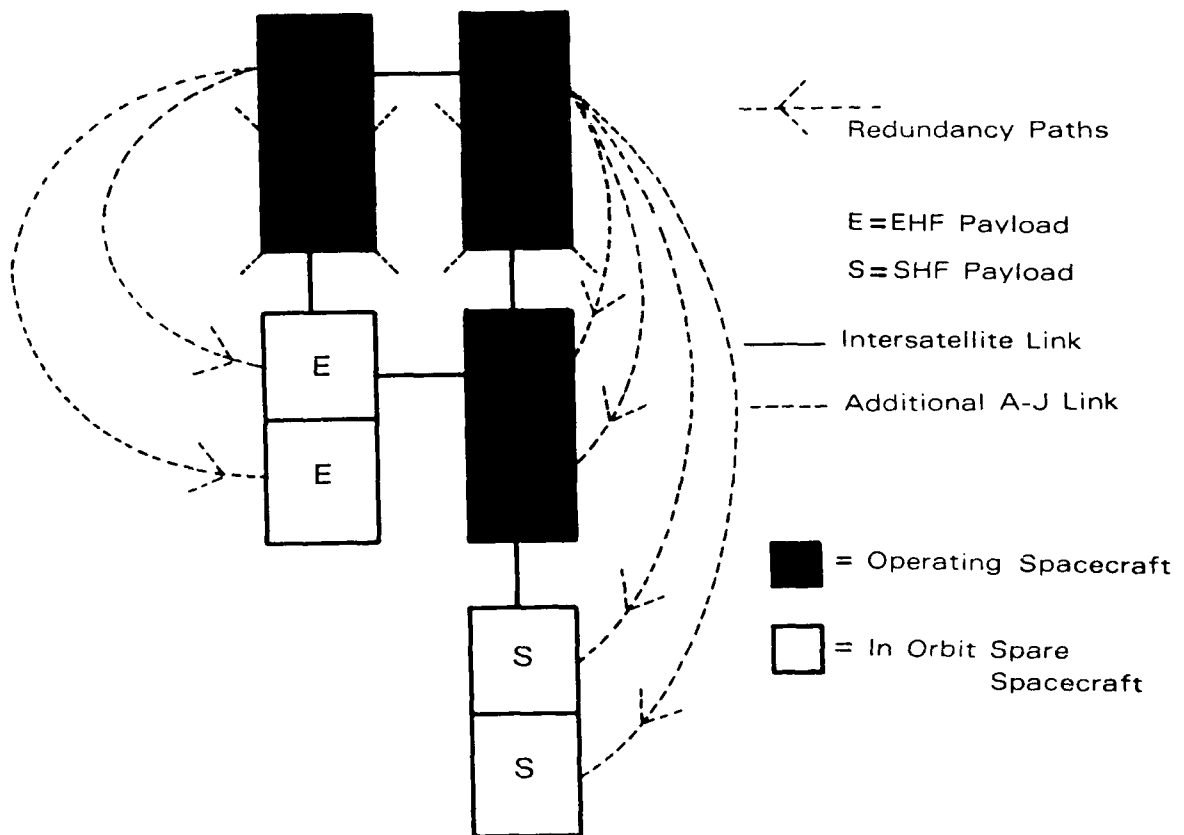 Redundancy Paths
E=EHF Payload
S=SHF Payload
Intersatellite Link
Additional A-J Link
E
E
= Operating Spacecraft
S
= In Orbit Spare
Spacecraft
S